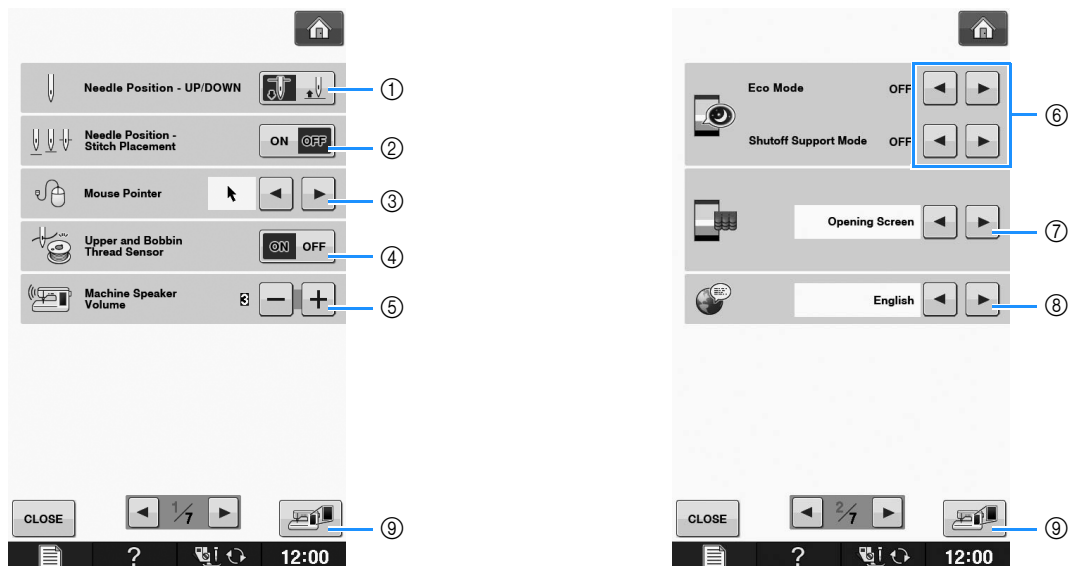 Needle Position - UP/DOWN
①
Needle Position -
Stitch Placement
ON OFF
②
Mouse Pointer
③
Upper and Bobbin
Thread Sensor
ON OFF
④
Machine Speaker
Volume
3
⑤
CLOSE
1/7
⑨
?
12:00
Eco Mode OFF
⑥
Shutoff Support Mode OFF
Opening Screen
⑦
English
⑧
CLOSE
2/7
⑨
?
12:00